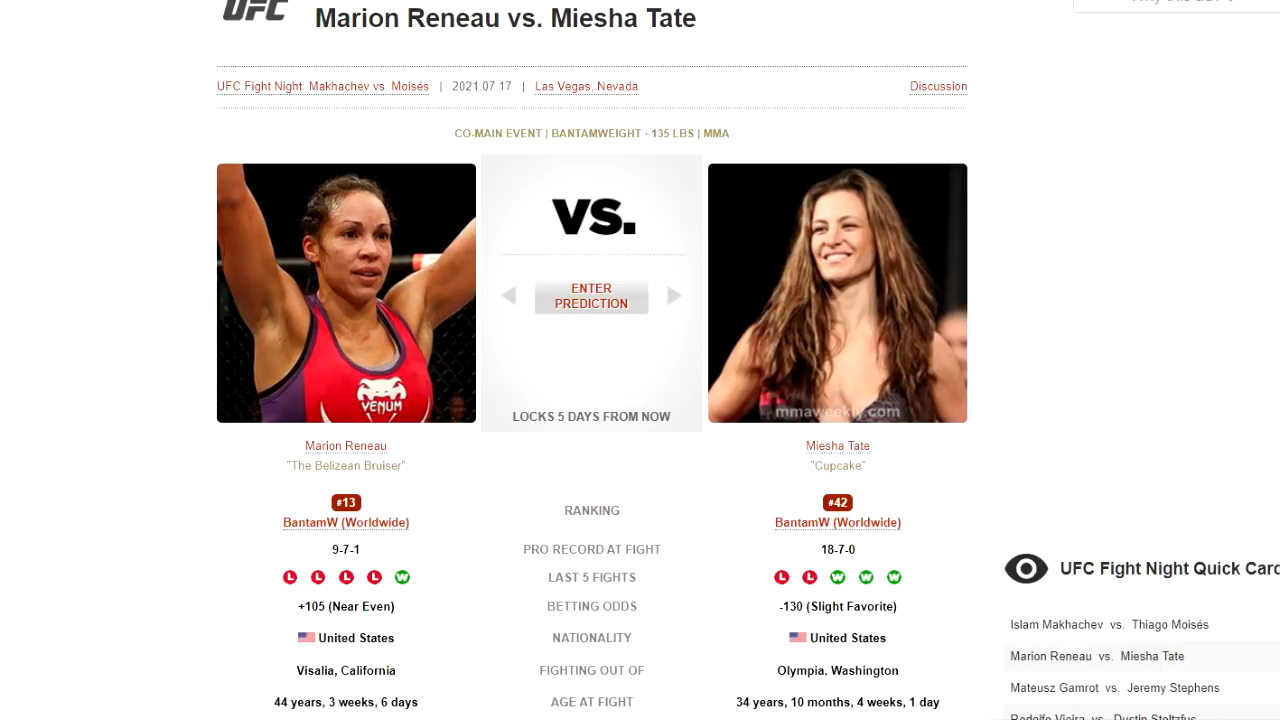 UFC
Marion Reneau vs. Miesha Tate
UFC Fight Night: Makhachev vs. Moisés | 2021.07.17 | Las Vegas, Nevada
Discussion
CO-MAIN EVENT | BANTAMWEIGHT · 135 LBS | MMA
VENUM
VS.
ENTER
PREDICTION
LOCKS 5 DAYS FROM NOW
mmaweekly.com
Marion Reneau
Miesha Tate
"The Belizean Bruiser"
"Cupcake"
#13
RANKING
#42
BantamW (Worldwide)
BantamW (Worldwide)
9-7-1 PRO RECORD AT FIGHT 18-7-0
L L L L W LAST 5 FIGHTS L L W W W
+105 (Near Even) BETTING ODDS -130 (Slight Favorite)
United States NATIONALITY United States
Visalia, California FIGHTING OUT OF Olympia, Washington
44 years, 3 weeks, 6 days AGE AT FIGHT 34 years, 10 months, 4 weeks, 1 day
UFC Fight Night Quick Card
Islam Makhachev vs. Thiago Moisés
Marion Reneau vs. Miesha Tate
Mateusz Gamrot vs. Jeremy Stephens
Rodolfo Vieira vs. Dustin Stoltzfus